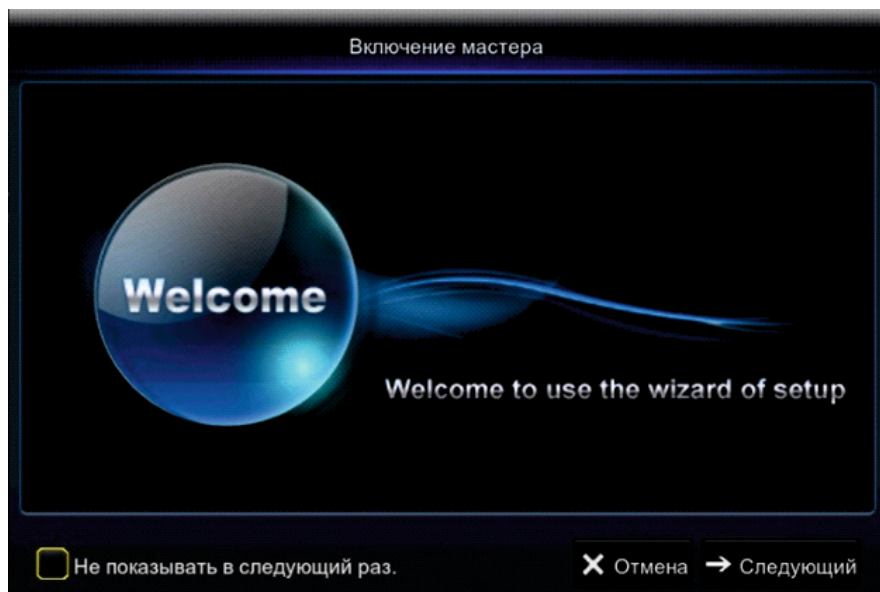 Включение мастера
Welcome
Welcome to use the wizard of setup
Не показывать в следующий раз.
Отмена
Следующий